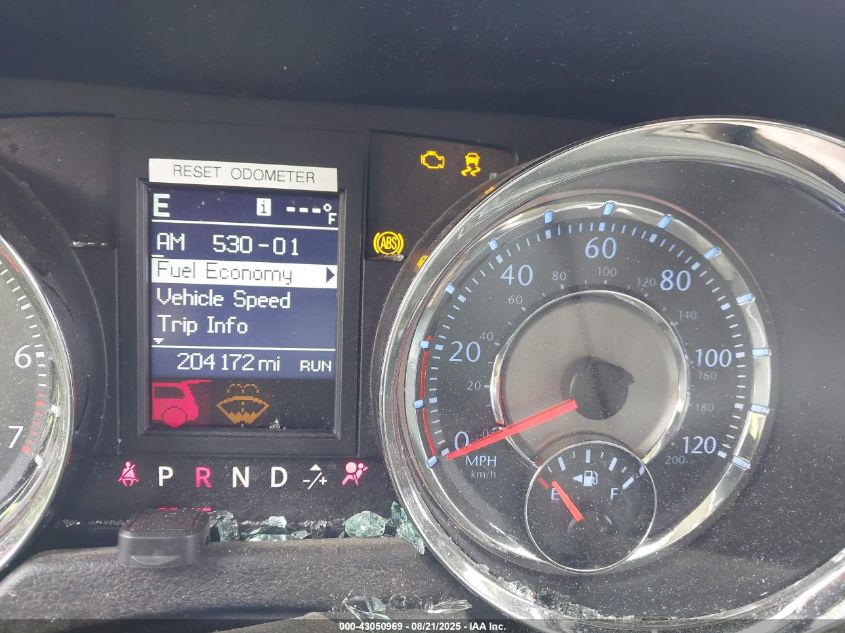 RESET ODOMETER
E i ---°F
AM 530-01
Fuel Economy
Vehicle Speed
Trip Info
204172 mi RUN
ABS
P R N D -/+
6
7
0 20 40 60 80 100 120
MPH
km/h
0 20 40 60 80 100 120 140 160 180 200
E F
000-43050969 - 08/21/2025 - IAA Inc.